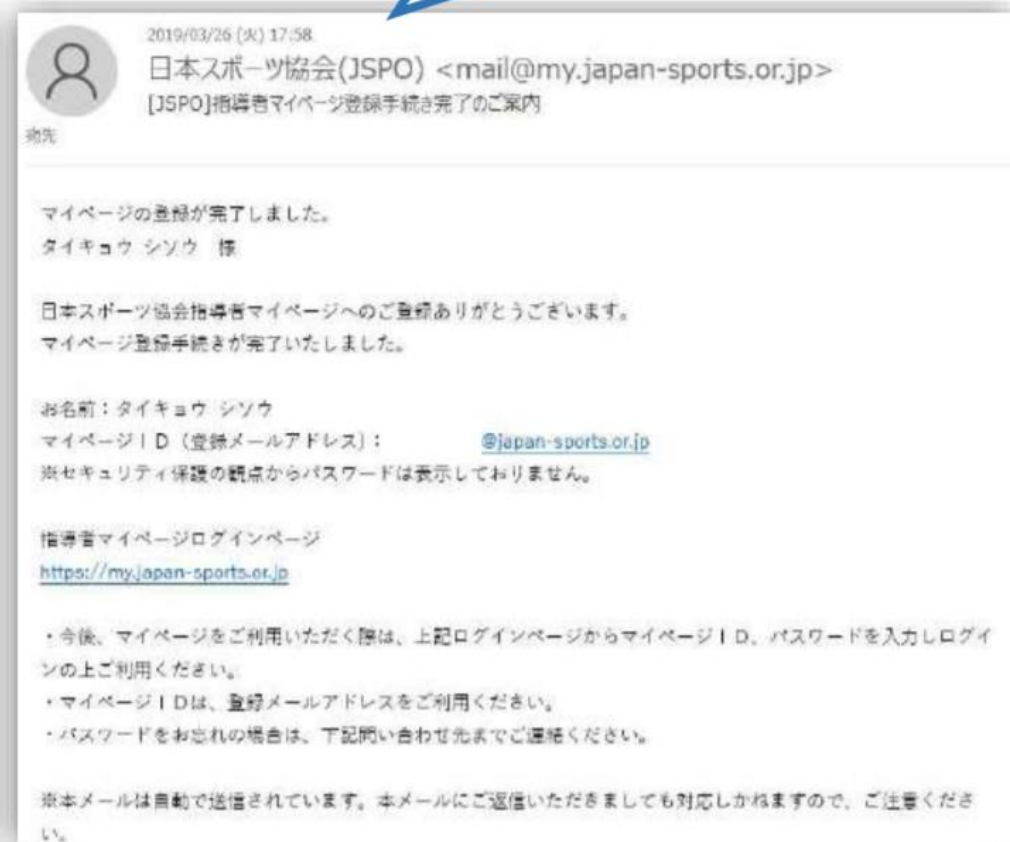 2019/03/26 (火) 17:58
日本スポーツ協会(JSPO) <mail@my.japan-sports.or.jp>
[JSPO]指導者マイページ登録手続き完了のご案内
宛先
マイページの登録が完了しました。
タイキョウ シソウ 様
日本スポーツ協会指導者マイページへのご登録ありがとうございます。
マイページ登録手続きが完了いたしました。
お名前：タイキョウ シソウ
マイページＩＤ（登録メールアドレス）： @japan-sports.or.jp
※セキュリティ保護の観点からパスワードは表示しておりません。
指導者マイページログインページ
https://my.japan-sports.or.jp
・今後、マイページをご利用いただく際は、上記ログインページからマイページＩＤ、パスワードを入力しログイ
ンの上ご利用ください。
・マイページＩＤは、登録メールアドレスをご利用ください。
・パスワードをお忘れの場合は、下記問い合わせ先までご連絡ください。
※本メールは自動で送信されています。本メールにご返信いただきましても対応しかねますので、ご注意くださ
い。